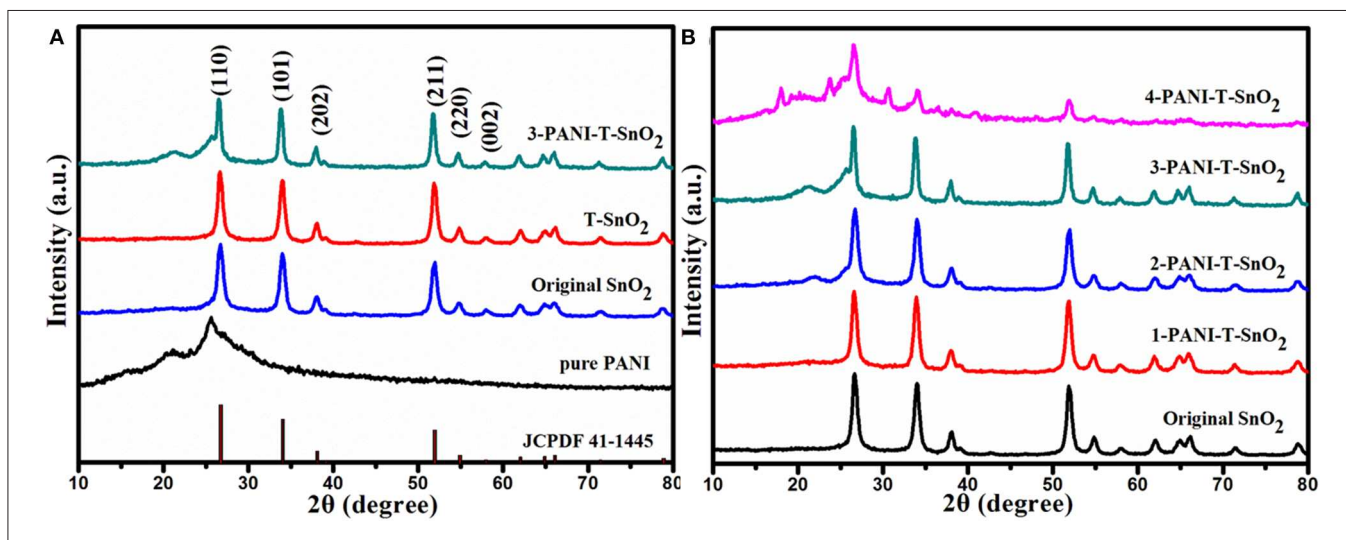 A
(110)
(101)
(202)
(211)
(220)
(002)
3-PANI-T-SnO₂
T-SnO₂
Original SnO₂
pure PANI
JCPDF 41-1445
Intensity (a.u.)
10 20 30 40 50 60 70 80
2θ (degree)
B
4-PANI-T-SnO₂
3-PANI-T-SnO₂
2-PANI-T-SnO₂
1-PANI-T-SnO₂
Original SnO₂
Intensity (a.u.)
10 20 30 40 50 60 70 80
2θ (degree)